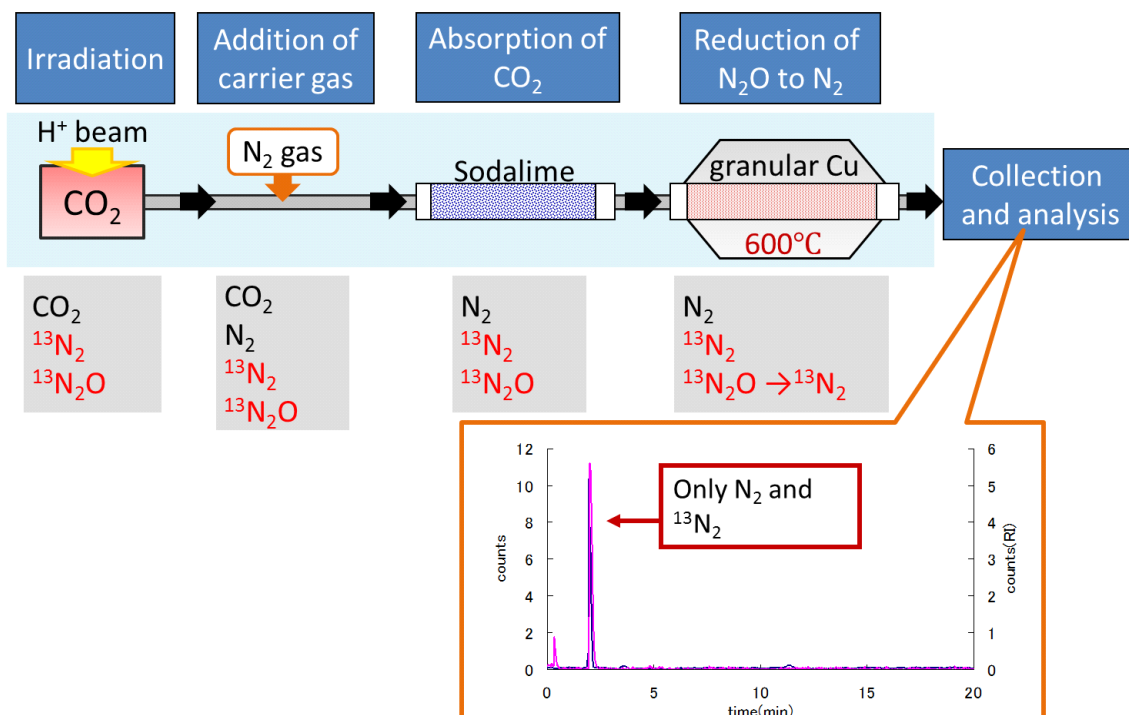 Irradiation
Addition of
carrier gas
Absorption of
CO₂
Reduction of
N₂O to N₂
H⁺ beam
CO₂
N₂ gas
Sodalime
granular Cu
600℃
Collection
and analysis
CO₂
¹³N₂
¹³N₂O
CO₂
N₂
¹³N₂
¹³N₂O
N₂
¹³N₂
¹³N₂O
N₂
¹³N₂
¹³N₂O →¹³N₂
Only N₂ and
¹³N₂
12
10
8
6
4
2
0
counts
6
5
4
3
2
1
0
counts(RI)
0
5
10
15
20
time(min)